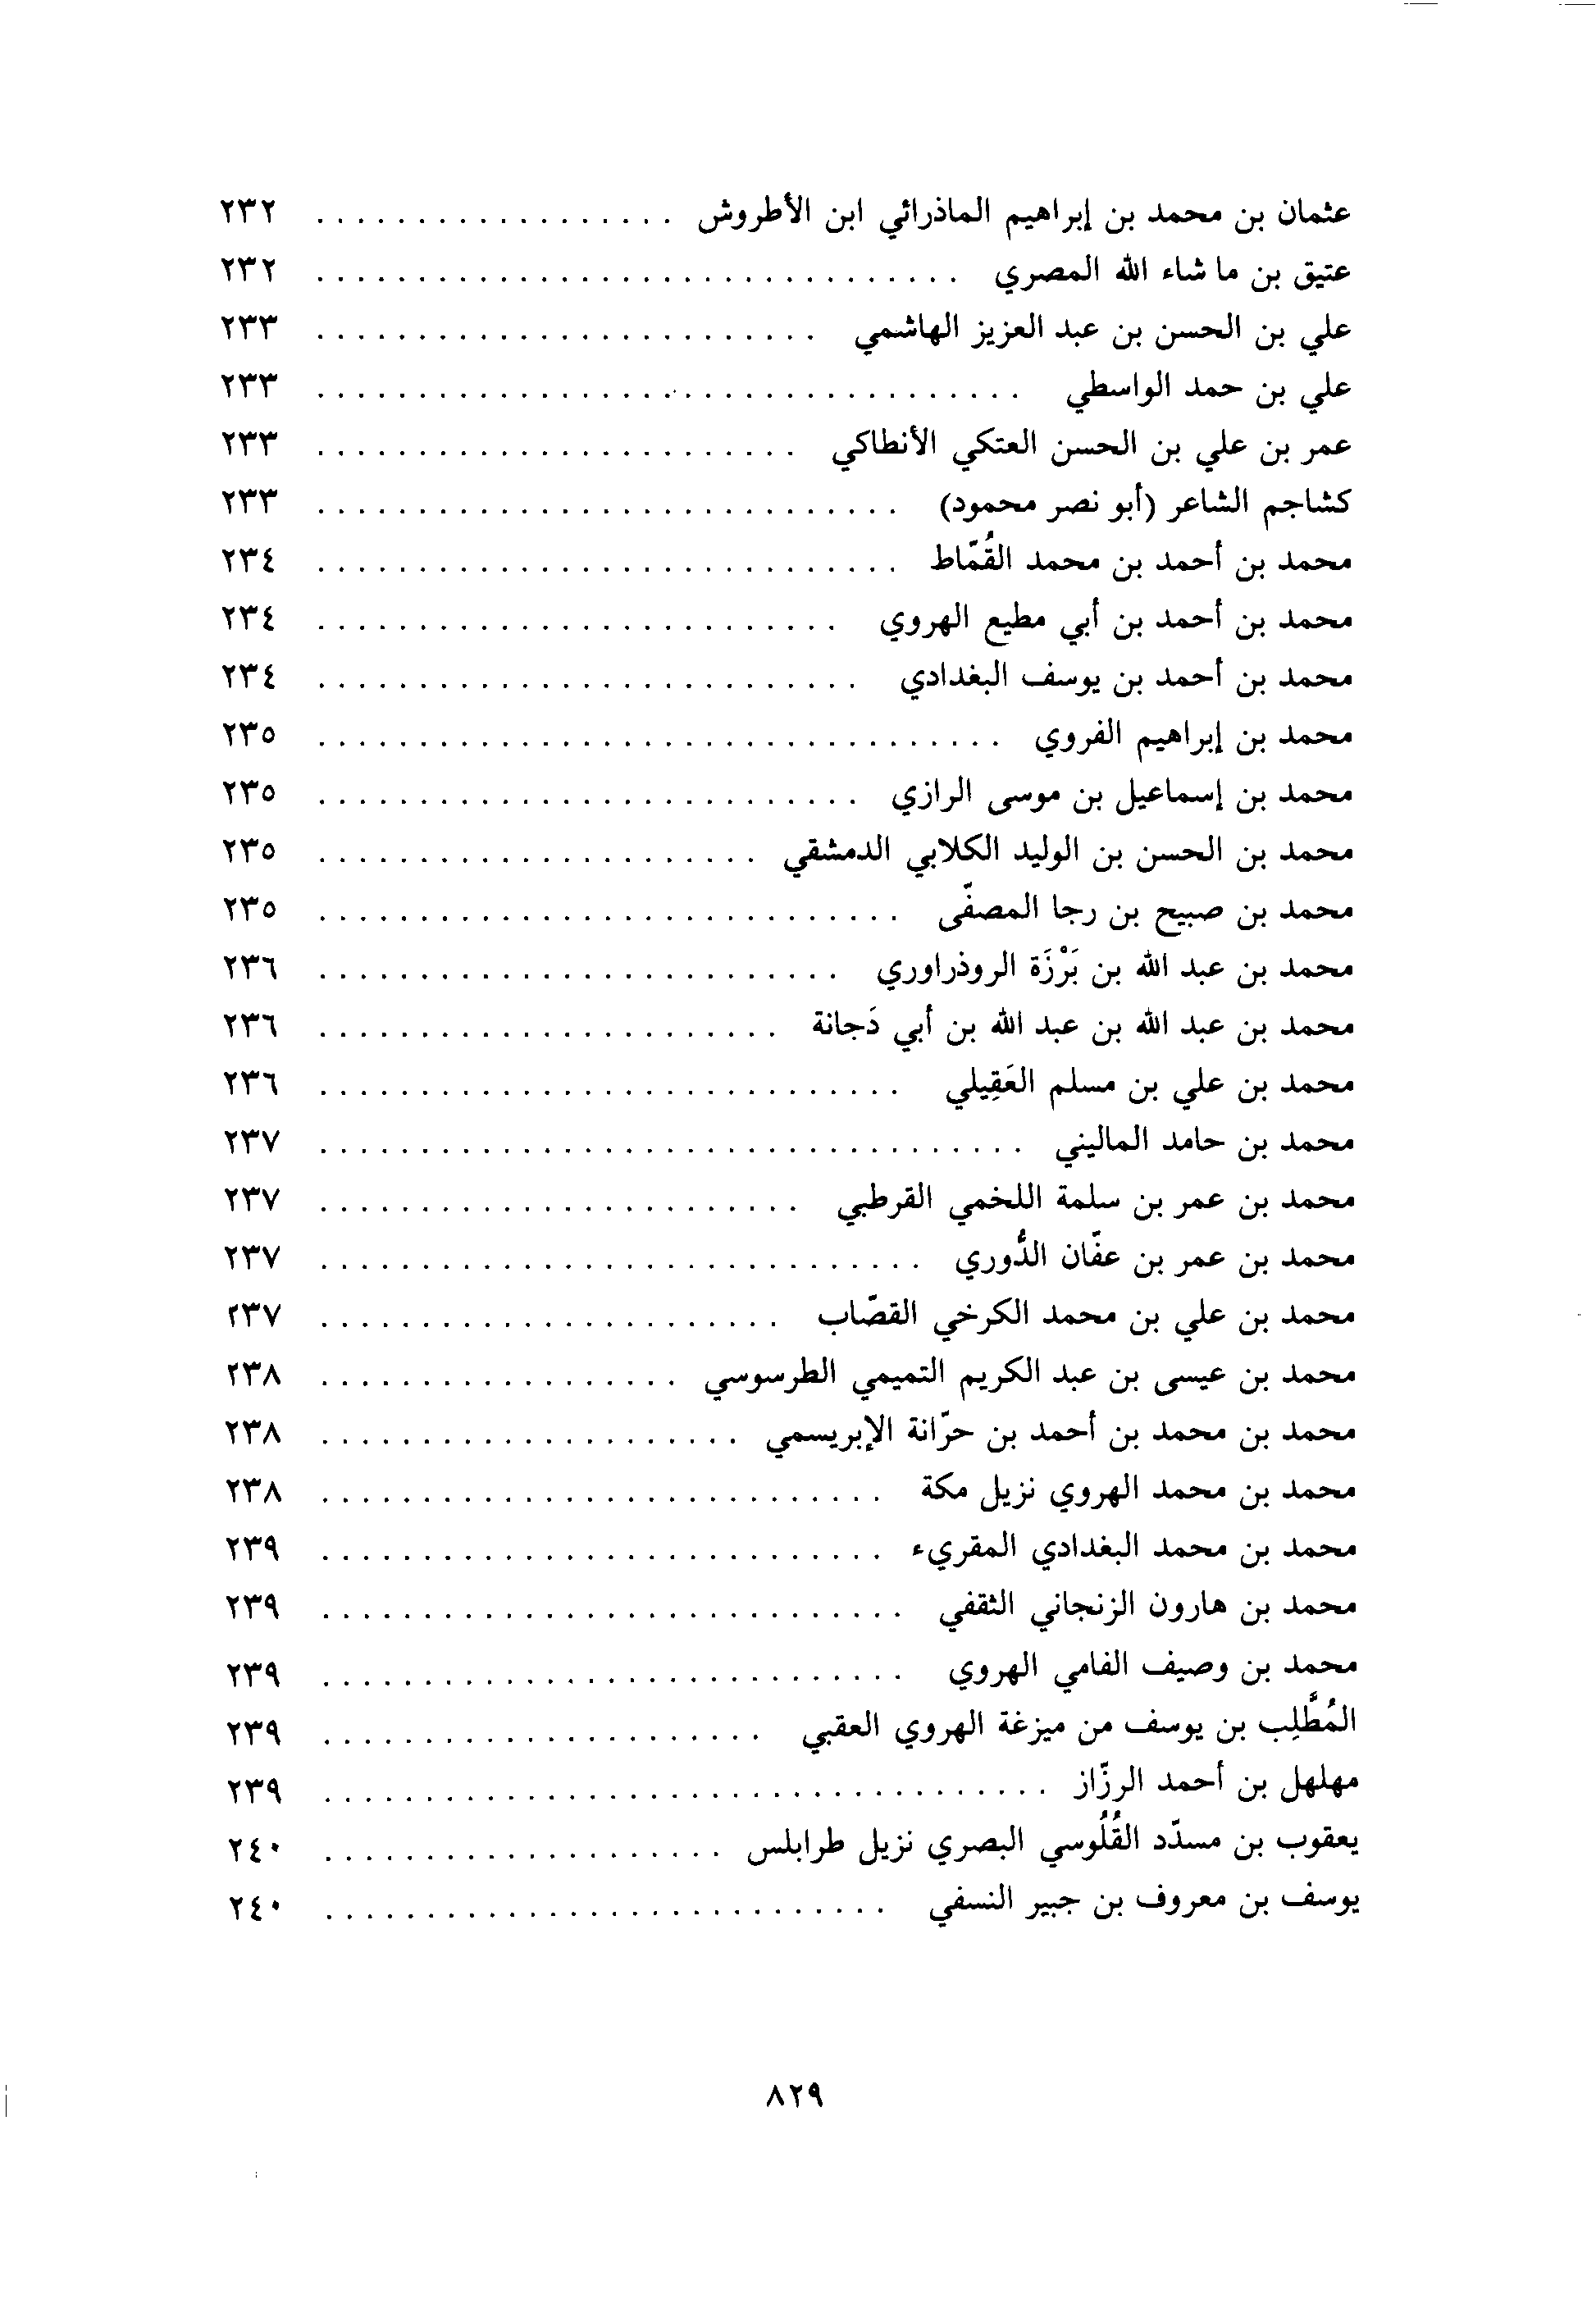 عثمان بن محمد بن إبراهيم الماذرائي ابن الأطروش . . . . . . . . . . . . . . . . . . ٢٣٢
عتيق بن ما شاء الله المصري . . . . . . . . . . . . . . . . . . . . . . . . . . . . . . . . ٢٣٢
علي بن الحسن بن عبد العزيز الهاشمي . . . . . . . . . . . . . . . . . . . . . . . . . ٢٣٣
علي بن حمد الواسطي . . . . . . . . . . . . . . . . . . . . . . . . . . . . . . . . . . . ٢٣٣
عمر بن علي بن الحسن العتكي الأنطاكي . . . . . . . . . . . . . . . . . . . . . . . . ٢٣٣
كشاجم الشاعر (أبو نصر محمود) . . . . . . . . . . . . . . . . . . . . . . . . . . . . . ٢٣٣
محمد بن أحمد بن محمد القُمّاط . . . . . . . . . . . . . . . . . . . . . . . . . . . . . ٢٣٤
محمد بن أحمد بن أبي مطيع الهروي . . . . . . . . . . . . . . . . . . . . . . . . . . ٢٣٤
محمد بن أحمد بن يوسف البغدادي . . . . . . . . . . . . . . . . . . . . . . . . . . . ٢٣٤
محمد بن إبراهيم الفروي . . . . . . . . . . . . . . . . . . . . . . . . . . . . . . . . . . ٢٣٥
محمد بن إسماعيل بن موسى الرازي . . . . . . . . . . . . . . . . . . . . . . . . . . . ٢٣٥
محمد بن الحسن بن الوليد الكلابي الدمشقي . . . . . . . . . . . . . . . . . . . . . . ٢٣٥
محمد بن صبيح بن رجا المصفّى . . . . . . . . . . . . . . . . . . . . . . . . . . . . . ٢٣٥
محمد بن عبد الله بن بَرْزَة الروذراوري . . . . . . . . . . . . . . . . . . . . . . . . . . ٢٣٦
محمد بن عبد الله بن عبد الله بن أبي دَجانة . . . . . . . . . . . . . . . . . . . . . . . ٢٣٦
محمد بن علي بن مسلم العَقِيلي . . . . . . . . . . . . . . . . . . . . . . . . . . . . . ٢٣٦
محمد بن حامد الماليني . . . . . . . . . . . . . . . . . . . . . . . . . . . . . . . . . . . ٢٣٧
محمد بن عمر بن سلمة اللخمي القرطبي . . . . . . . . . . . . . . . . . . . . . . . . ٢٣٧
محمد بن عمر بن عفّان الدُّوري . . . . . . . . . . . . . . . . . . . . . . . . . . . . . . ٢٣٧
محمد بن علي بن محمد الكرخي القصّاب . . . . . . . . . . . . . . . . . . . . . . . ٢٣٧
محمد بن عيسى بن عبد الكريم التميمي الطرسوسي . . . . . . . . . . . . . . . . . . ٢٣٨
محمد بن محمد بن أحمد بن حرّانة الإبريسمي . . . . . . . . . . . . . . . . . . . . . ٢٣٨
محمد بن محمد الهروي نزيل مكة . . . . . . . . . . . . . . . . . . . . . . . . . . . . ٢٣٨
محمد بن محمد البغدادي المقريء . . . . . . . . . . . . . . . . . . . . . . . . . . . . ٢٣٩
محمد بن هارون الزنجاني الثقفي . . . . . . . . . . . . . . . . . . . . . . . . . . . . . ٢٣٩
محمد بن وصيف الفامي الهروي . . . . . . . . . . . . . . . . . . . . . . . . . . . . . ٢٣٩
المُطَّلِب بن يوسف من ميزغة الهروي العقبي . . . . . . . . . . . . . . . . . . . . . . ٢٣٩
مهلهل بن أحمد الرزّاز . . . . . . . . . . . . . . . . . . . . . . . . . . . . . . . . . . . . ٢٣٩
يعقوب بن مسدّد القُلُوسي البصري نزيل طرابلس . . . . . . . . . . . . . . . . . . . . ٢٤٠
يوسف بن معروف بن جبير النسفي . . . . . . . . . . . . . . . . . . . . . . . . . . . . ٢٤٠
٨٢٩